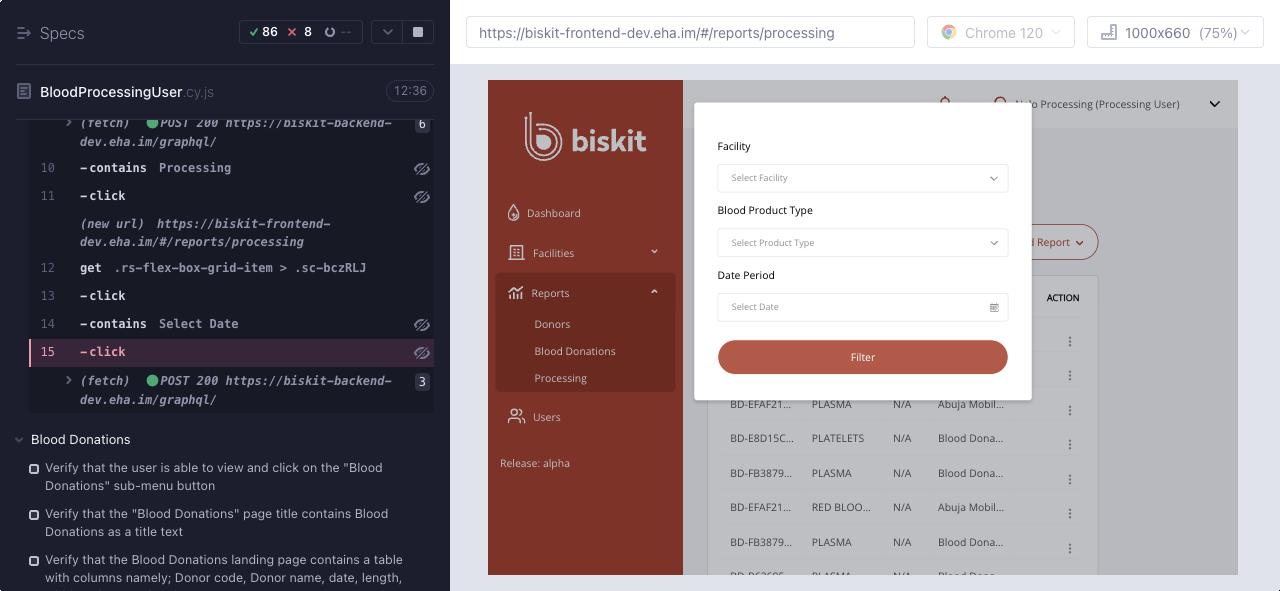 Specs
86
8
--
BloodProcessingUser.cy.js
12:36
(fetch) POST 200 https://biskit-backend-
dev.eha.im/graphql/
6
10 -contains Processing
11 -click
(new url) https://biskit-frontend-
dev.eha.im/#/reports/processing
12 get .rs-flex-box-grid-item > .sc-bczRLJ
13 -click
14 -contains Select Date
15 -click
(fetch) POST 200 https://biskit-backend-
dev.eha.im/graphql/
3
Blood Donations
Verify that the user is able to view and click on the "Blood
Donations" sub-menu button
Verify that the "Blood Donations" page title contains Blood
Donations as a title text
Verify that the Blood Donations landing page contains a table
with columns namely; Donor code, Donor name, date, length,
https://biskit-frontend-dev.eha.im/#/reports/processing
Chrome 120
1000x660 (75%)
biskit
Dashboard
Facilities
Reports
Donors
Blood Donations
Processing
Users
Release: alpha
Processing (Processing User)
Facility
Select Facility
Blood Product Type
Select Product Type
Date Period
Select Date
Filter
Report
ACTION
BD-EFAF21... PLASMA N/A Abuja Mobil...
BD-E8D15C... PLATELETS N/A Blood Dona...
BD-FB3879... PLASMA N/A Blood Dona...
BD-EFAF21... RED BLOO... N/A Abuja Mobil...
BD-FB3879... PLASMA N/A Blood Dona...